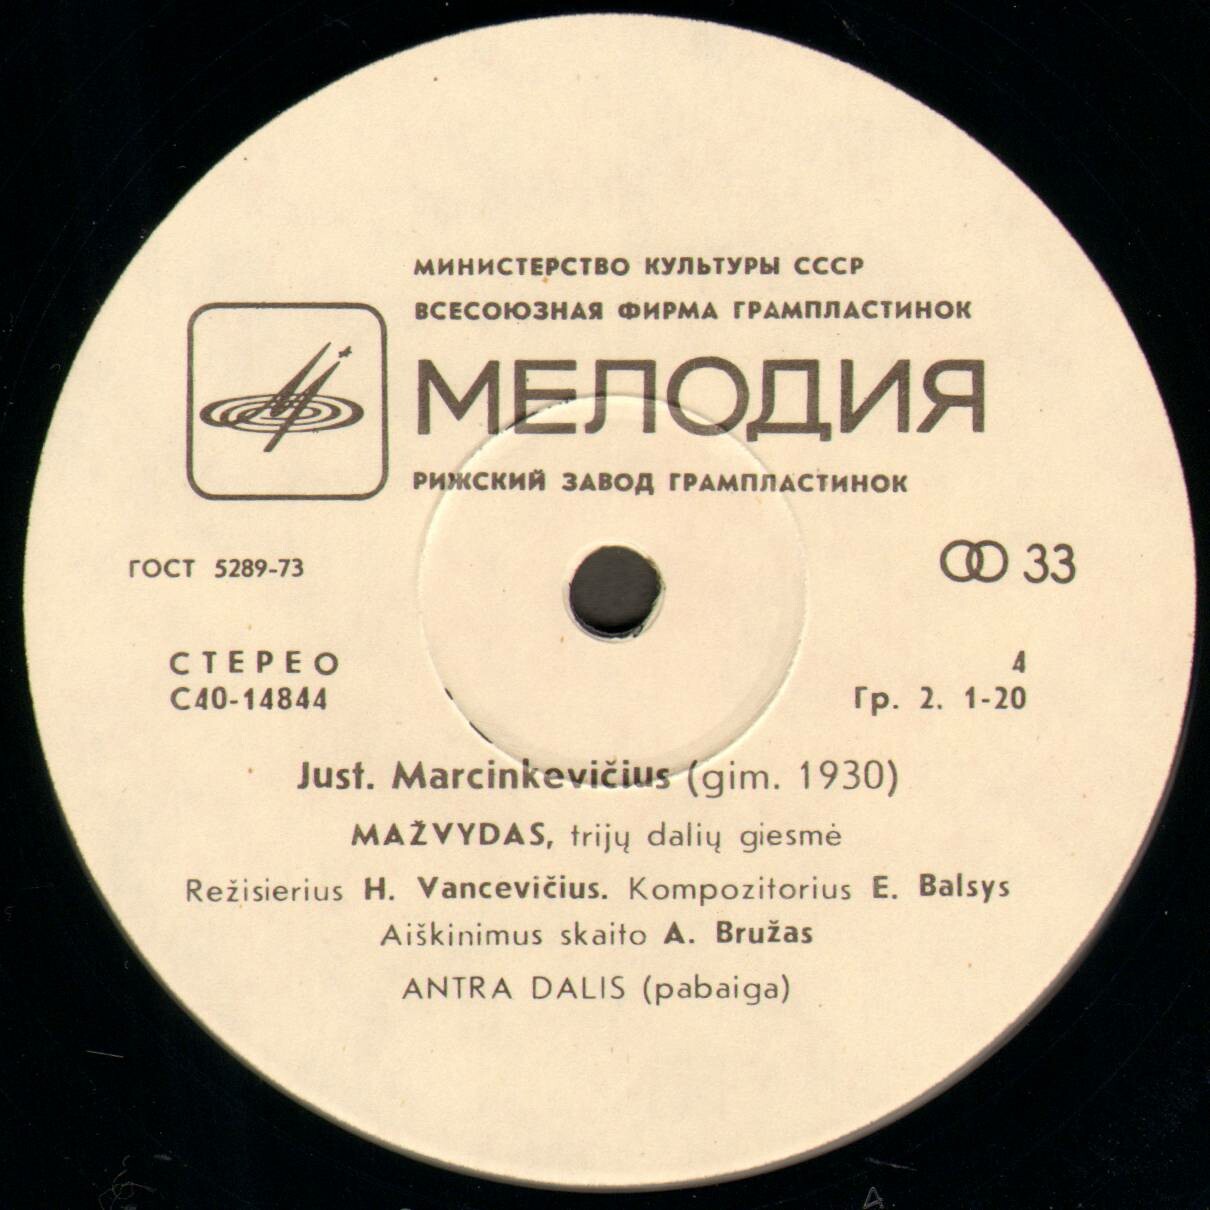 МИНИСТЕРСТВО КУЛЬТУРЫ СССР
ВСЕСОЮЗНАЯ ФИРМА ГРАМПЛАСТИНОК
МЕЛОДИЯ
РИЖСКИЙ ЗАВОД ГРАМПЛАСТИНОК
ГОСТ 5289-73
33
СТЕРЕО
4
С40-14844
Гр. 2. 1-20
Just. Marcinkevičius (gim. 1930)
MAŽVYDAS, trijų dalių giesmė
Režisierius H. Vancevičius. Kompozitorius E. Balsys
Aiškinimus skaito A. Bružas
ANTRA DALIS (pabaiga)